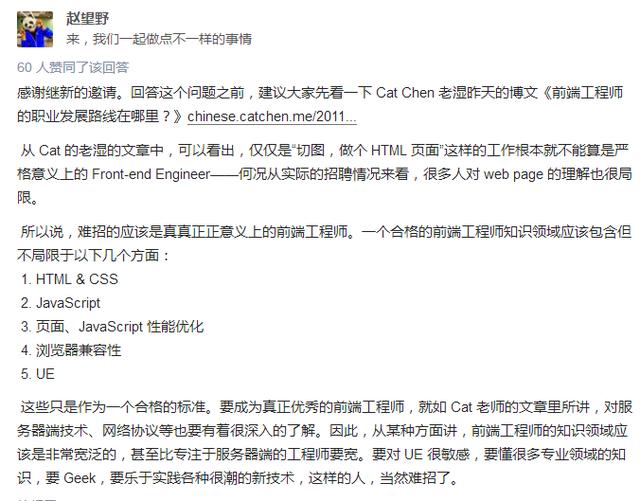 赵望野
来，我们一起做点不一样的事情
60 人赞同了该回答
感谢继新的邀请。回答这个问题之前，建议大家先看一下 Cat Chen 老湿昨天的博文《前端工程师
的职业发展路线在哪里？》chinese.catchen.me/2011...
从 Cat 的老湿的文章中，可以看出，仅仅是“切图，做个 HTML 页面”这样的工作根本就不能算是严
格意义上的 Front-end Engineer——何况从实际的招聘情况来看，很多人对 web page 的理解也很局
限。
所以说，难招的应该是真真正正意义上的前端工程师。一个合格的前端工程师知识领域应该包含但
不局限于以下几个方面：
1. HTML & CSS
2. JavaScript
3. 页面、JavaScript 性能优化
4. 浏览器兼容性
5. UE
这些只是作为一个合格的标准。要成为真正优秀的前端工程师，就如 Cat 老师的文章里所讲，对服
务器端技术、网络协议等也要有着很深入的了解。因此，从某种方面讲，前端工程师的知识领域应
该是非常宽泛的，甚至比专注于服务器端的工程师要宽。要对 UE 很敏感，要懂很多专业领域的知
识，要 Geek，要乐于实践各种很潮的新技术，这样的人，当然难招了。